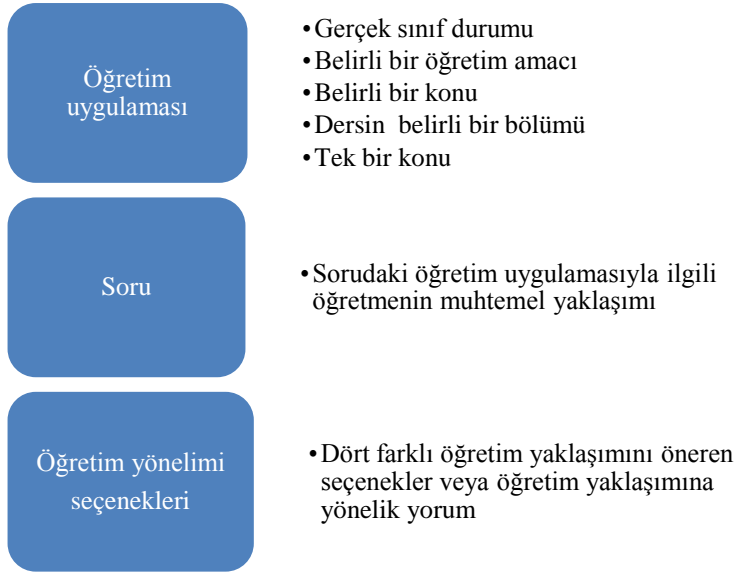 Öğretim
uygulaması
•Gerçek sınıf durumu
•Belirli bir öğretim amacı
•Belirli bir konu
•Dersin belirli bir bölümü
•Tek bir konu
Soru
•Sorudaki öğretim uygulamasıyla ilgili
öğretmenin muhtemel yaklaşımı
Öğretim yönelimi
seçenekleri
•Dört farklı öğretim yaklaşımını öneren
seçenekler veya öğretim yaklaşımına
yönelik yorum